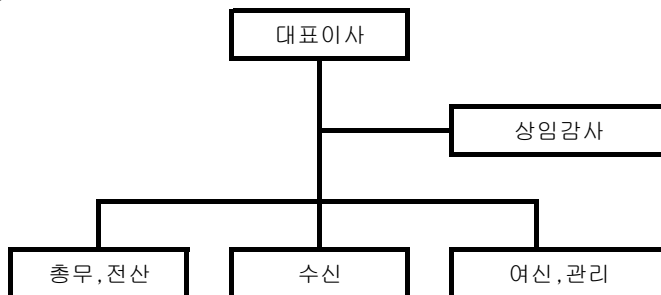 대표이사
상임감사
총무,전산
수신
여신,관리